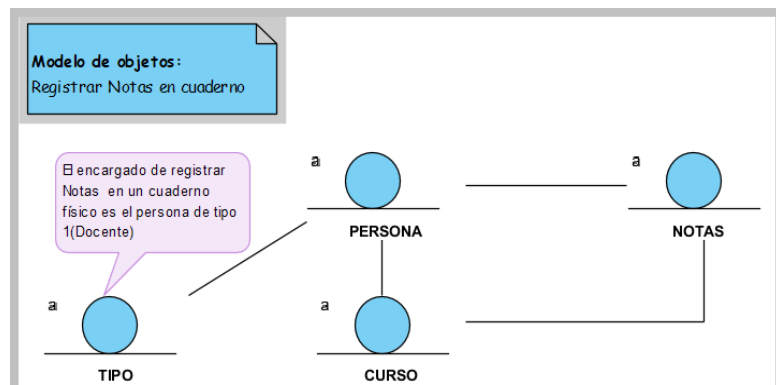 Modelo de objetos:
Registrar Notas en cuaderno
El encargado de registrar
Notas en un cuaderno
físico es el persona de tipo
1(Docente)
a
a
PERSONA
NOTAS
a
a
TIPO
CURSO